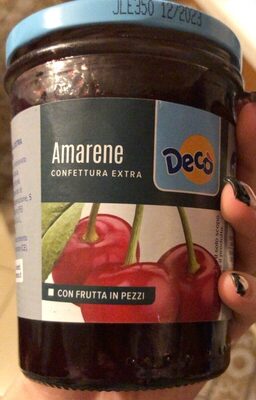 JLE350 12/2023
Amarene
CONFETTURA EXTRA
Decò
CON FRUTTA IN PEZZI